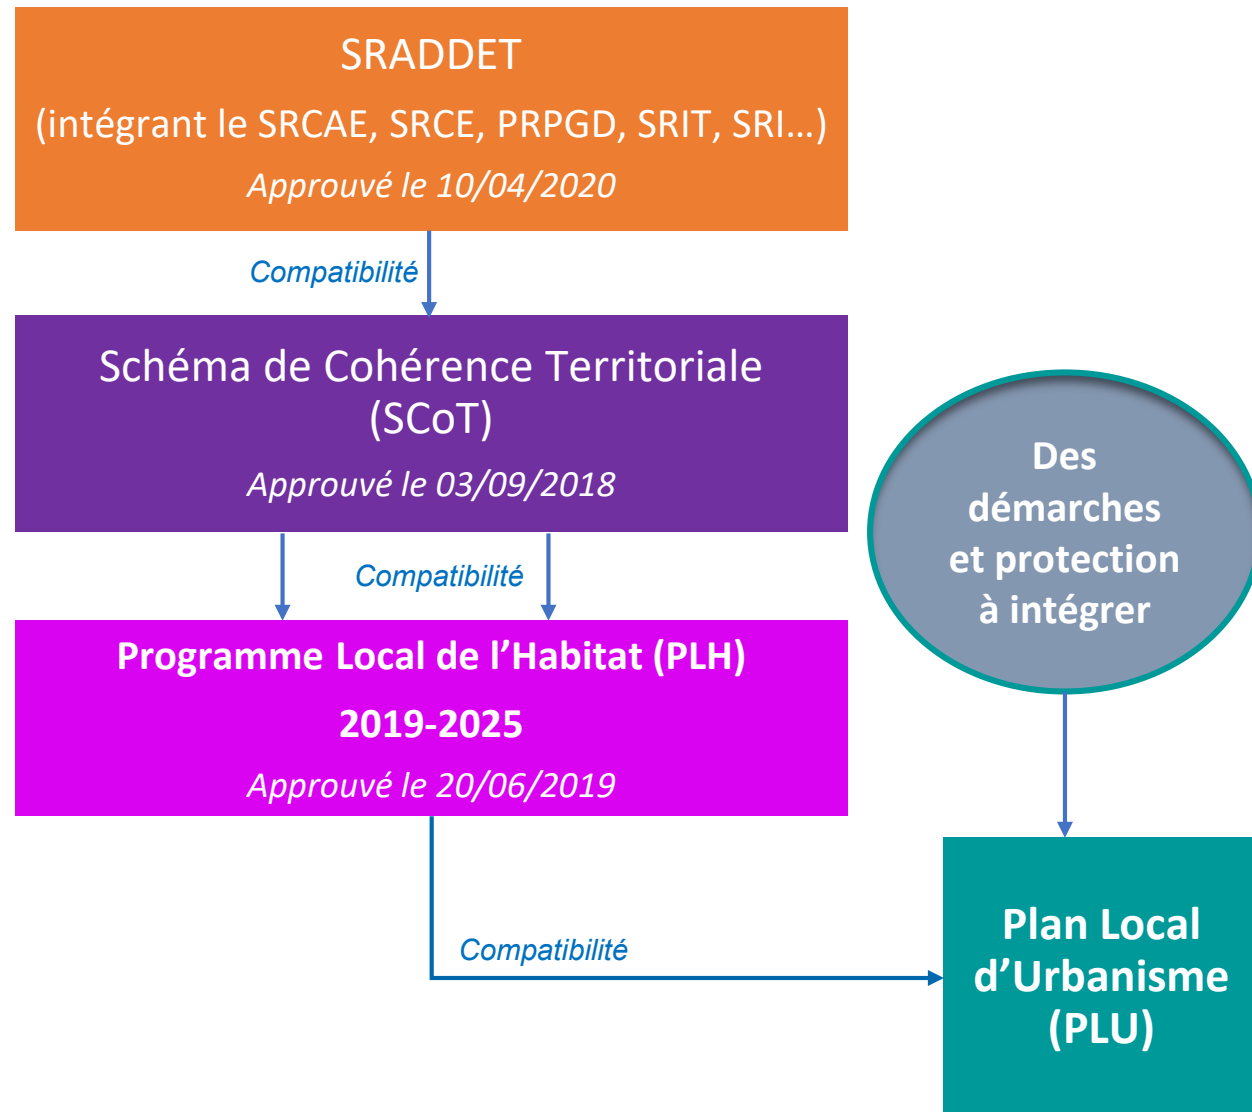 SRADDET
(intégrant le SRCAE, SRCE, PRPGD, SRIT, SRI…)
Approuvé le 10/04/2020
Compatibilité
Schéma de Cohérence Territoriale
(SCoT)
Approuvé le 03/09/2018
Compatibilité
Programme Local de l’Habitat (PLH)
2019-2025
Approuvé le 20/06/2019
Des
démarches
et protection
à intégrer
Compatibilité
Plan Local
d’Urbanisme
(PLU)